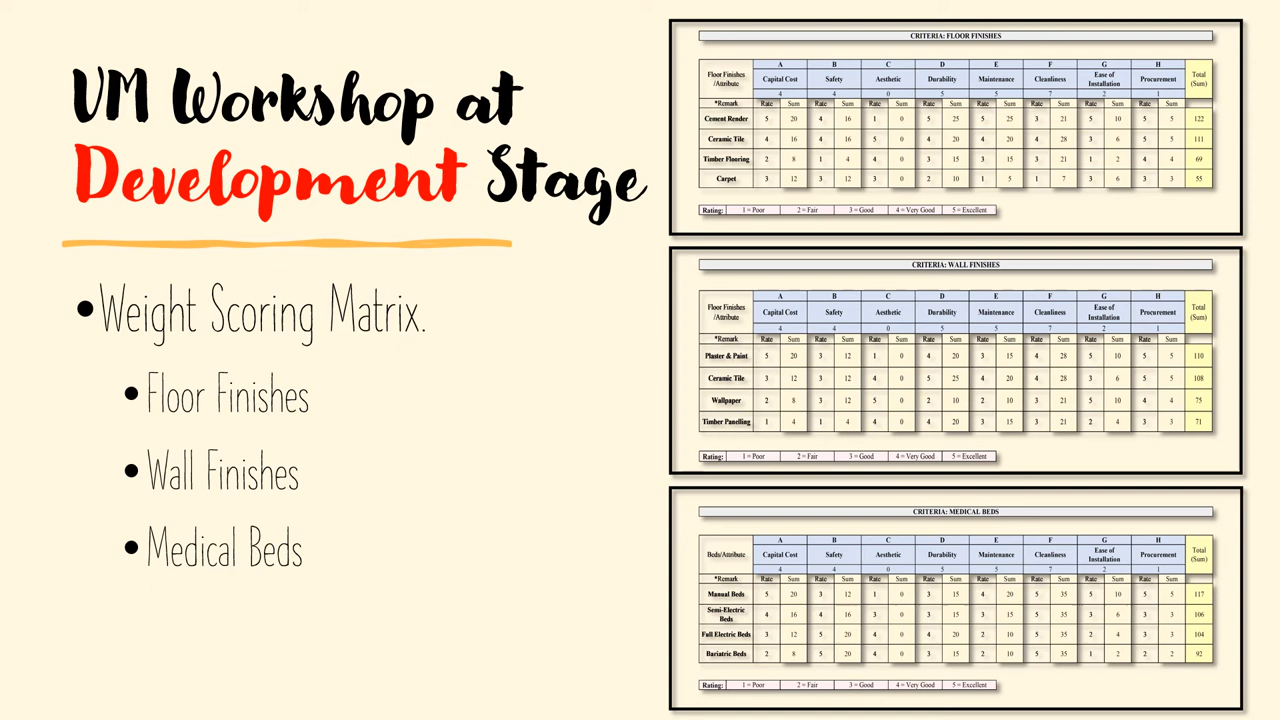 VM Workshop at
Development Stage
•Weight Scoring Matrix.
•Floor Finishes
•Wall Finishes
•Medical Beds
CRITERIA: FLOOR FINISHES
Floor Finishes /Attribute A B C D E F G H Total (Sum)
Capital Cost Safety Aesthetic Durability Maintenance Cleanliness Ease of Installation Procurement
4 4 0 5 5 7 2 1
*Remark Rate Sum Rate Sum Rate Sum Rate Sum Rate Sum Rate Sum Rate Sum Rate Sum
Cement Render 5 20 4 16 1 0 5 25 5 25 3 21 5 10 5 5 122
Ceramic Tile 4 16 4 16 5 0 4 20 4 20 4 28 3 6 5 5 111
Timber Flooring 2 8 1 4 4 0 3 15 3 15 3 21 1 2 4 4 69
Carpet 3 12 3 12 3 0 2 10 1 5 1 7 3 6 3 3 55
Rating: 1 = Poor 2 = Fair 3 = Good 4 = Very Good 5 = Excellent
CRITERIA: WALL FINISHES
Floor Finishes /Attribute A B C D E F G H Total (Sum)
Capital Cost Safety Aesthetic Durability Maintenance Cleanliness Ease of Installation Procurement
4 4 0 5 5 7 2 1
*Remark Rate Sum Rate Sum Rate Sum Rate Sum Rate Sum Rate Sum Rate Sum Rate Sum
Plaster & Paint 5 20 3 12 1 0 4 20 3 15 4 28 5 10 5 5 110
Ceramic Tile 3 12 3 12 4 0 5 25 4 20 4 28 3 6 5 5 108
Wallpaper 2 8 3 12 5 0 2 10 2 10 3 21 5 10 4 4 75
Timber Panelling 1 4 1 4 4 0 4 20 3 15 3 21 2 4 3 3 71
Rating: 1 = Poor 2 = Fair 3 = Good 4 = Very Good 5 = Excellent
CRITERIA: MEDICAL BEDS
Beds/Attribute A B C D E F G H Total (Sum)
Capital Cost Safety Aesthetic Durability Maintenance Cleanliness Ease of Installation Procurement
4 4 0 5 5 7 2 1
*Remark Rate Sum Rate Sum Rate Sum Rate Sum Rate Sum Rate Sum Rate Sum Rate Sum
Manual Beds 5 20 3 12 1 0 3 15 4 20 5 35 5 10 5 5 117
Semi-Electric Beds 4 16 4 16 3 0 3 15 3 15 5 35 3 6 3 3 106
Full Electric Beds 3 12 5 20 4 0 4 20 2 10 5 35 2 4 3 3 104
Bariatric Beds 2 8 5 20 4 0 3 15 2 10 5 35 1 2 2 2 92
Rating: 1 = Poor 2 = Fair 3 = Good 4 = Very Good 5 = Excellent